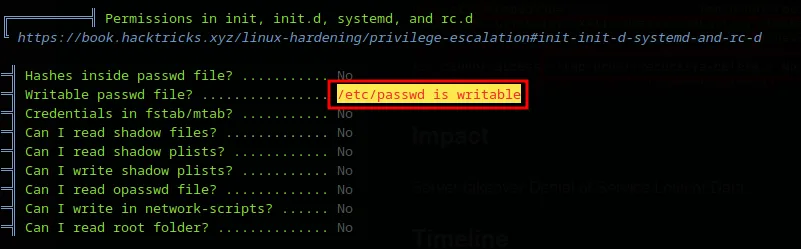 Permissions in init, init.d, systemd, and rc.d
https://book.hacktricks.xyz/linux-hardening/privilege-escalation#init-init-d-systemd-and-rc-d
Hashes inside passwd file? ........... No
Writable passwd file? ................ /etc/passwd is writable
Credentials in fstab/mtab? ........... No
Can I read shadow files? ............. No
Can I read shadow plists? ............ No
Can I write shadow plists? ........... No
Can I read opasswd file? ............. No
Can I write in network-scripts? ...... No
Can I read root folder? .............. No
Impact
Timeline